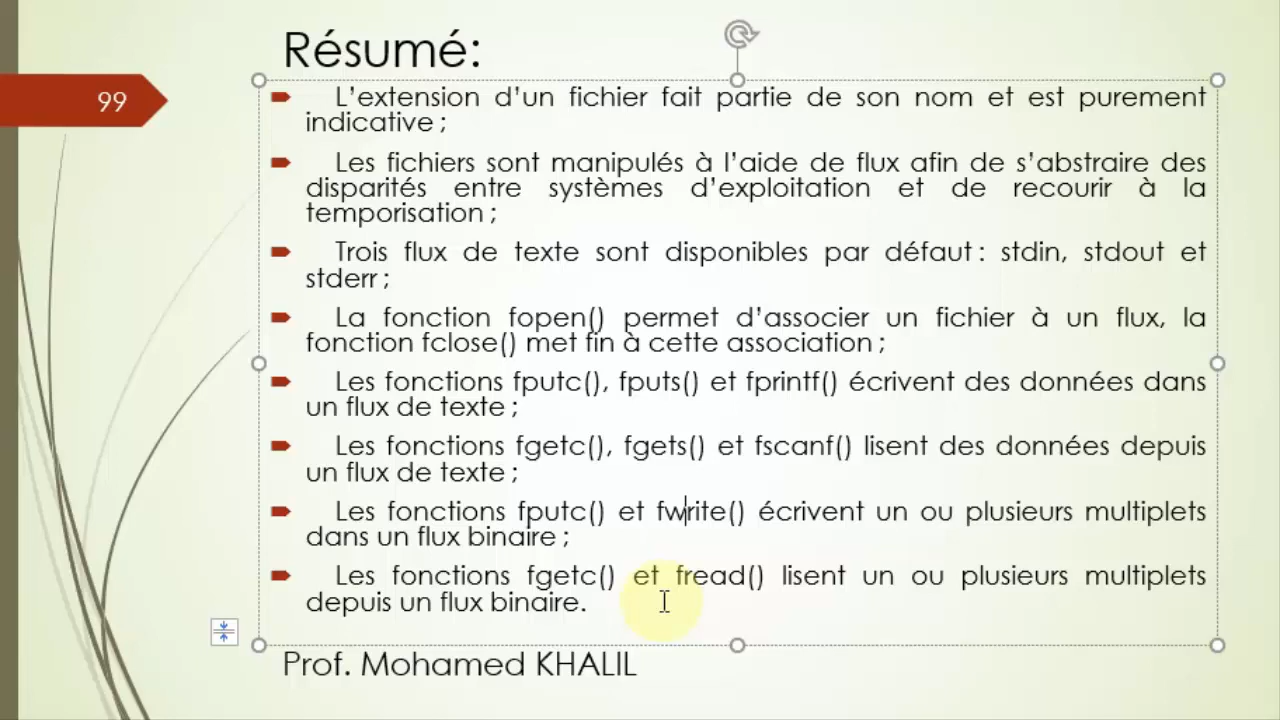 Résumé:
99
L’extension d’un fichier fait partie de son nom et est purement
indicative ;
Les fichiers sont manipulés à l’aide de flux afin de s’abstraire des
disparités entre systèmes d’exploitation et de recourir à la
temporisation ;
Trois flux de texte sont disponibles par défaut : stdin, stdout et
stderr ;
La fonction fopen() permet d’associer un fichier à un flux, la
fonction fclose() met fin à cette association ;
Les fonctions fputc(), fputs() et fprintf() écrivent des données dans
un flux de texte ;
Les fonctions fgetc(), fgets() et fscanf() lisent des données depuis
un flux de texte ;
Les fonctions fputc() et fwrite() écrivent un ou plusieurs multiplets
dans un flux binaire ;
Les fonctions fgetc() et fread() lisent un ou plusieurs multiplets
depuis un flux binaire.
Prof. Mohamed KHALIL